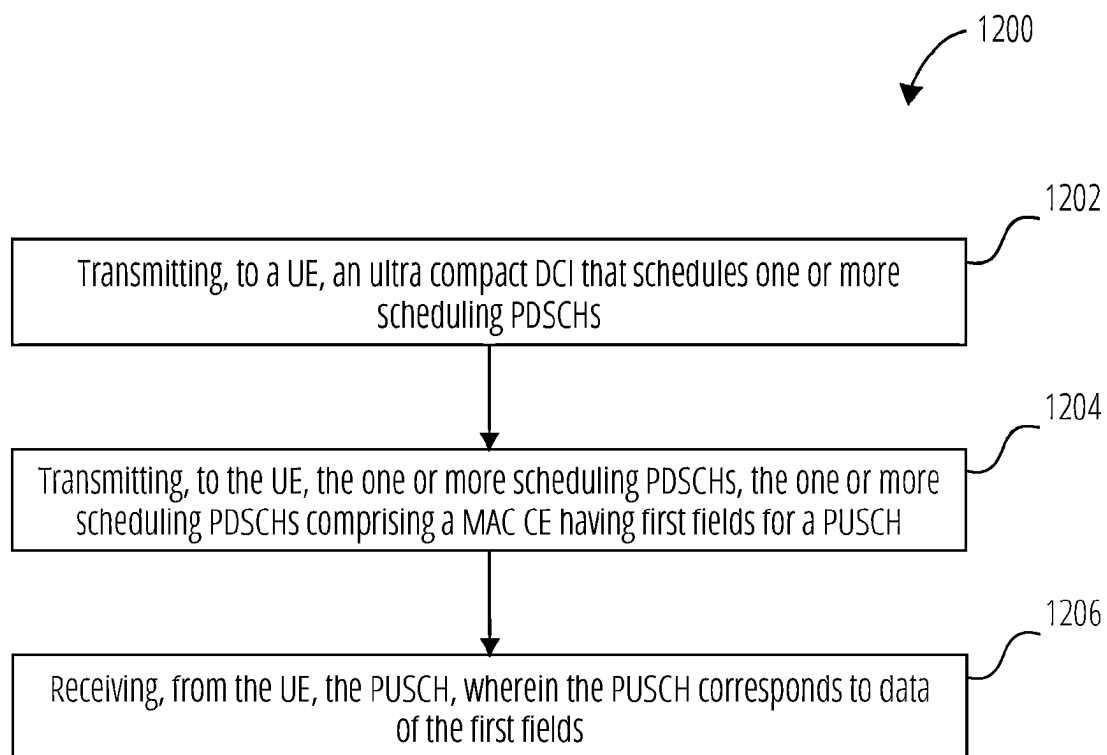 1200
1202
Transmitting, to a UE, an ultra compact DCI that schedules one or more
scheduling PDSCHs
1204
Transmitting, to the UE, the one or more scheduling PDSCHs, the one or more
scheduling PDSCHs comprising a MAC CE having first fields for a PUSCH
1206
Receiving, from the UE, the PUSCH, wherein the PUSCH corresponds to data
of the first fields